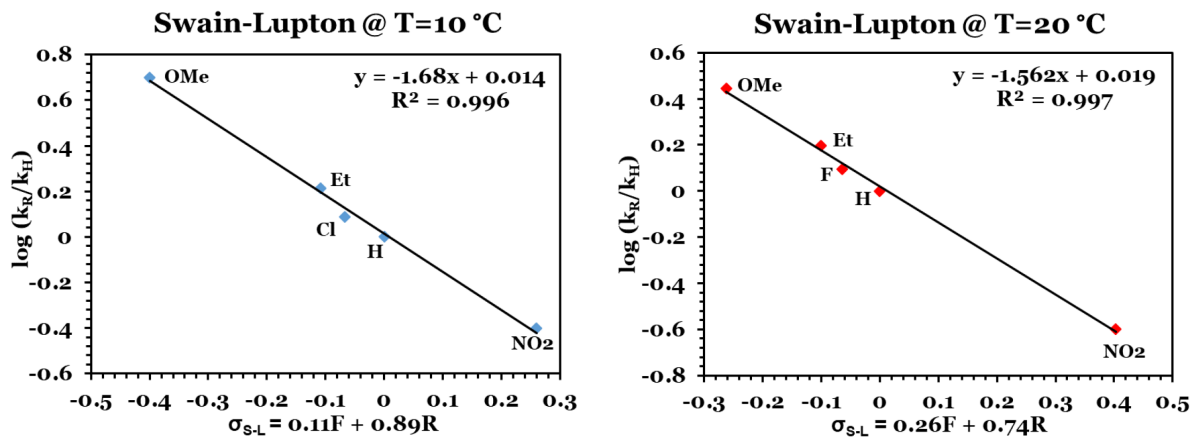 Swain-Lupton @ T=10 °C
y = -1.68x + 0.014
R² = 0.996
log (kR/kH)
0.8
0.6
0.4
0.2
0
-0.2
-0.4
-0.6
OMe
Et
Cl
H
NO2
-0.5 -0.4 -0.3 -0.2 -0.1 0 0.1 0.2 0.3
σS-L = 0.11F + 0.89R
Swain-Lupton @ T=20 °C
y = -1.562x + 0.019
R² = 0.997
log (kR/kH)
0.6
0.4
0.2
0
-0.2
-0.4
-0.6
-0.8
OMe
Et
F
H
NO2
-0.3 -0.2 -0.1 0 0.1 0.2 0.3 0.4 0.5
σS-L = 0.26F + 0.74R